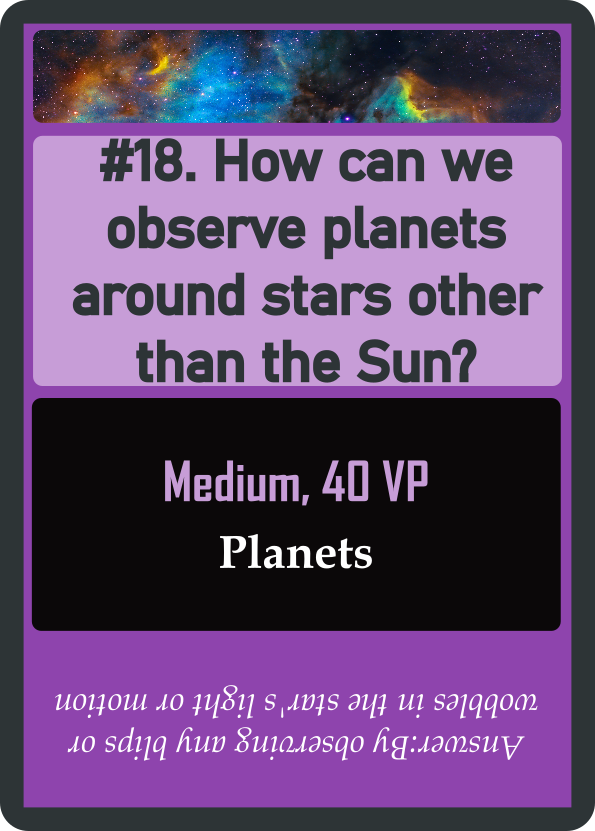 #18. How can we
observe planets
around stars other
than the Sun?
Medium, 40 VP
Planets
Answer:By observing any blips or
wobbles in the star's light or motion